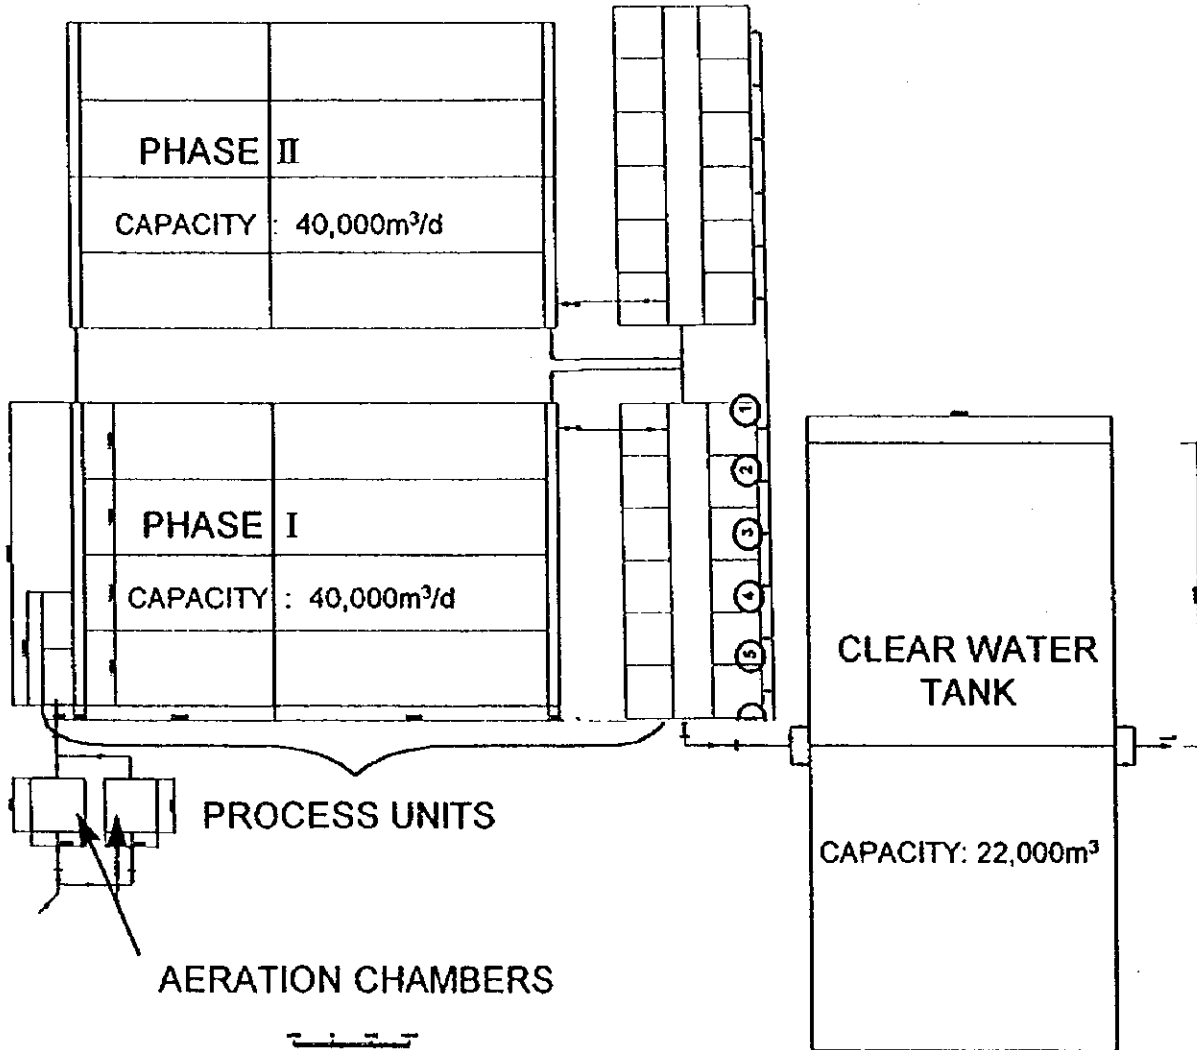 PHASE II
CAPACITY : 40,000m³/d
PHASE I
CAPACITY : 40,000m³/d
1
2
3
4
5
CLEAR WATER
TANK
CAPACITY: 22,000m³
PROCESS UNITS
AERATION CHAMBERS